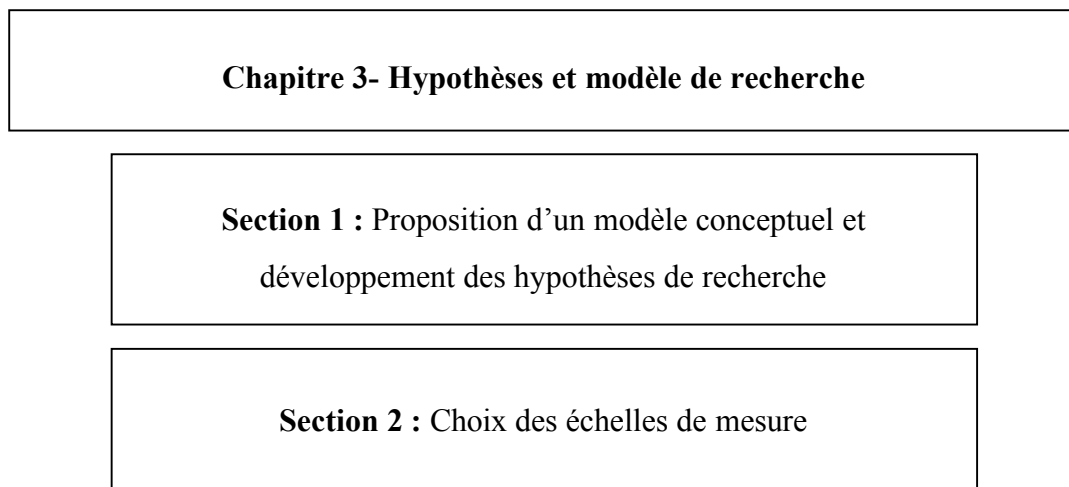 Chapitre 3- Hypothèses et modèle de recherche
Section 1 : Proposition d’un modèle conceptuel et
développement des hypothèses de recherche
Section 2 : Choix des échelles de mesure